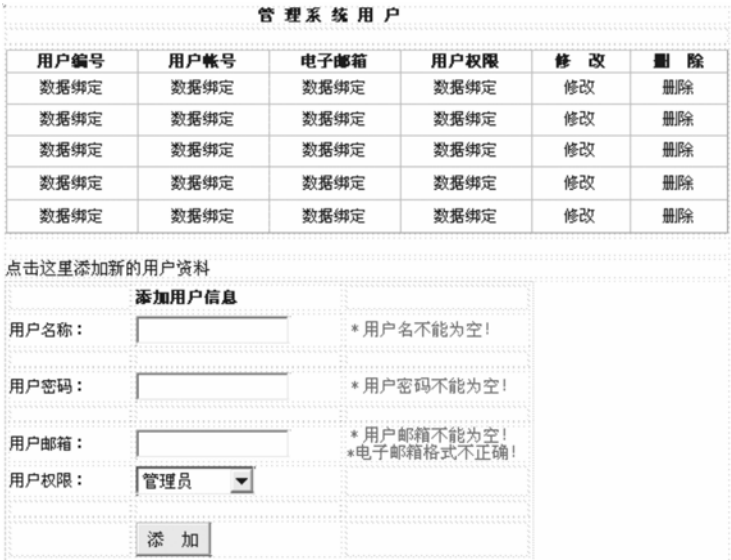 管 理 系 统 用 户
用户编号 用户帐号 电子邮箱 用户权限 修 改 删 除
数据绑定 数据绑定 数据绑定 数据绑定 修改 删除
数据绑定 数据绑定 数据绑定 数据绑定 修改 删除
数据绑定 数据绑定 数据绑定 数据绑定 修改 删除
数据绑定 数据绑定 数据绑定 数据绑定 修改 删除
数据绑定 数据绑定 数据绑定 数据绑定 修改 删除
点击这里添加新的用户资料
添加用户信息
用户名称： * 用户名不能为空!
用户密码： * 用户密码不能为空!
用户邮箱： * 用户邮箱不能为空!
*电子邮箱格式不正确!
用户权限： 管理员
添 加